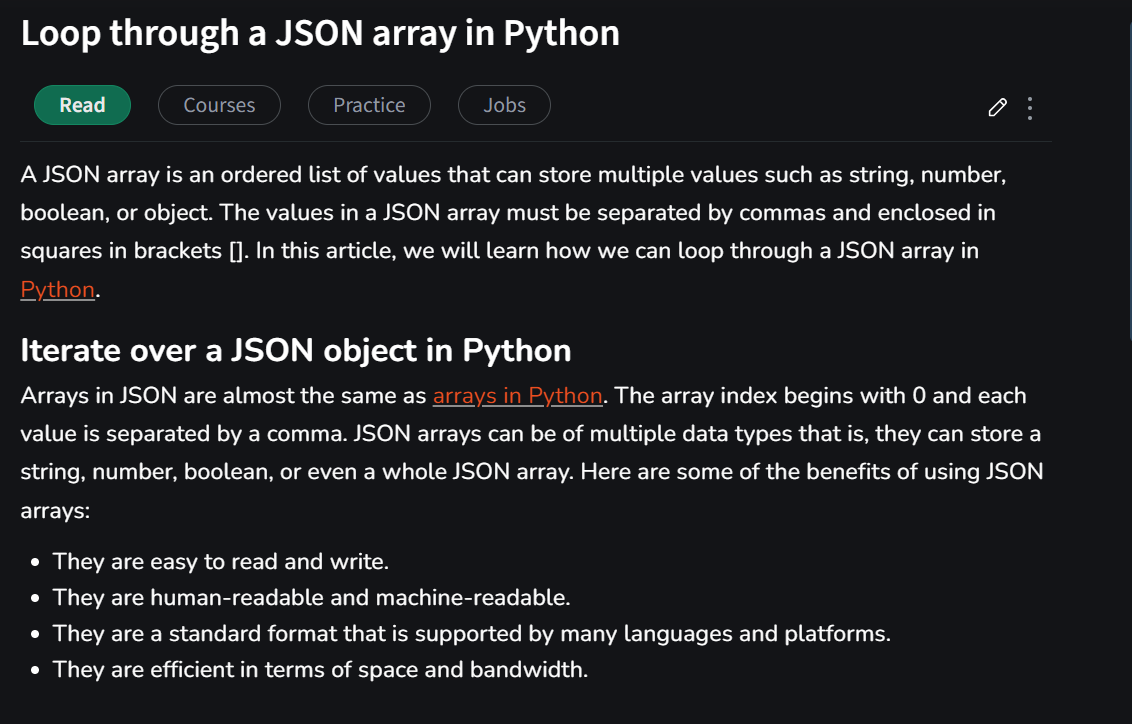 Loop through a JSON array in Python
Read Courses Practice Jobs
A JSON array is an ordered list of values that can store multiple values such as string, number,
boolean, or object. The values in a JSON array must be separated by commas and enclosed in
squares in brackets []. In this article, we will learn how we can loop through a JSON array in
Python.
Iterate over a JSON object in Python
Arrays in JSON are almost the same as arrays in Python. The array index begins with 0 and each
value is separated by a comma. JSON arrays can be of multiple data types that is, they can store a
string, number, boolean, or even a whole JSON array. Here are some of the benefits of using JSON
arrays:
• They are easy to read and write.
• They are human-readable and machine-readable.
• They are a standard format that is supported by many languages and platforms.
• They are efficient in terms of space and bandwidth.